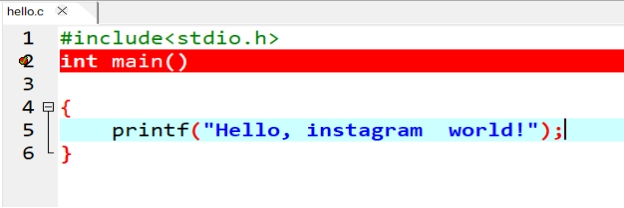 hello.c ✕
1 #include<stdio.h>
2 int main()
3
4 {
5 printf("Hello, instagram  world!");
6 }